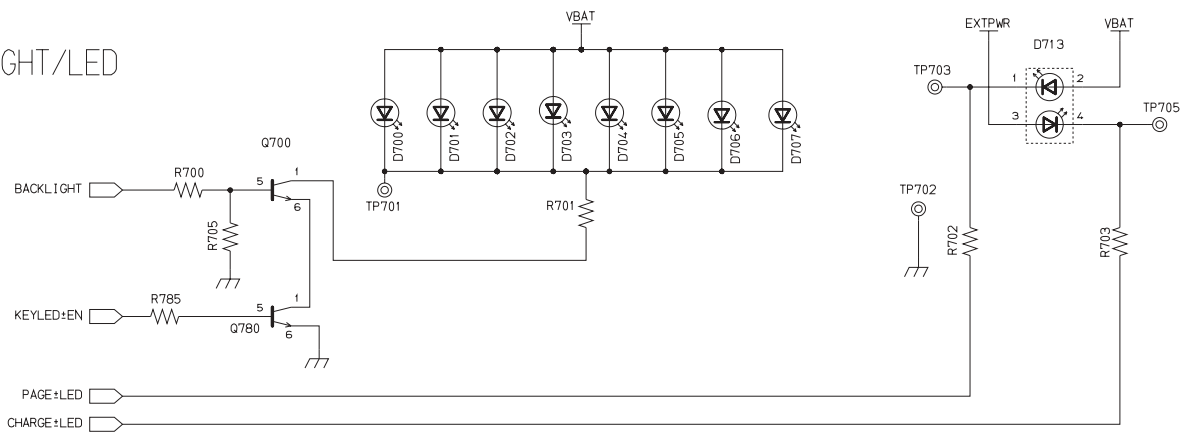 GHT/LED
VBAT
EXTPWR
VBAT
D713
TP703
1
2
3
4
TP705
D700
D701
D702
D703
D704
D705
D706
D707
Q700
BACKLIGHT
R700
5
1
6
TP701
R701
TP702
R705
R702
R703
KEYLED±EN
R785
5
1
6
Q780
PAGE±LED
CHARGE±LED